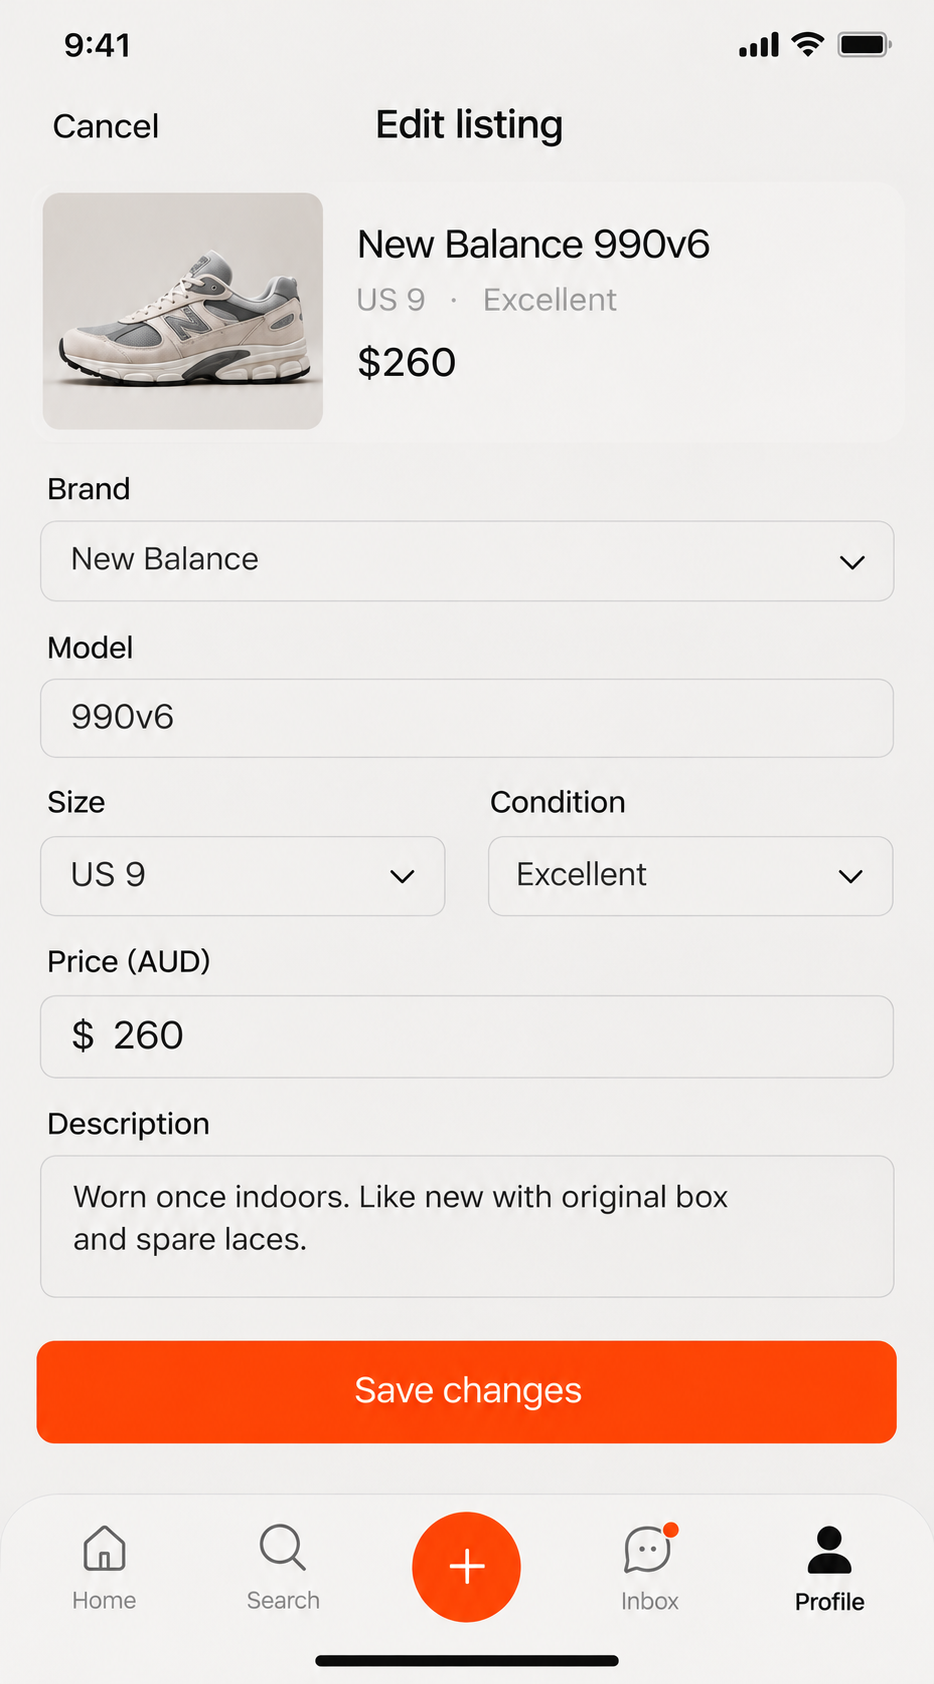 9:41
Cancel
Edit listing
N
New Balance 990v6
US 9 · Excellent
$260
Brand
New Balance
Model
990v6
Size
Condition
US 9
Excellent
Price (AUD)
$ 260
Description
Worn once indoors. Like new with original box
and spare laces.
Save changes
Home
Search
Inbox
Profile